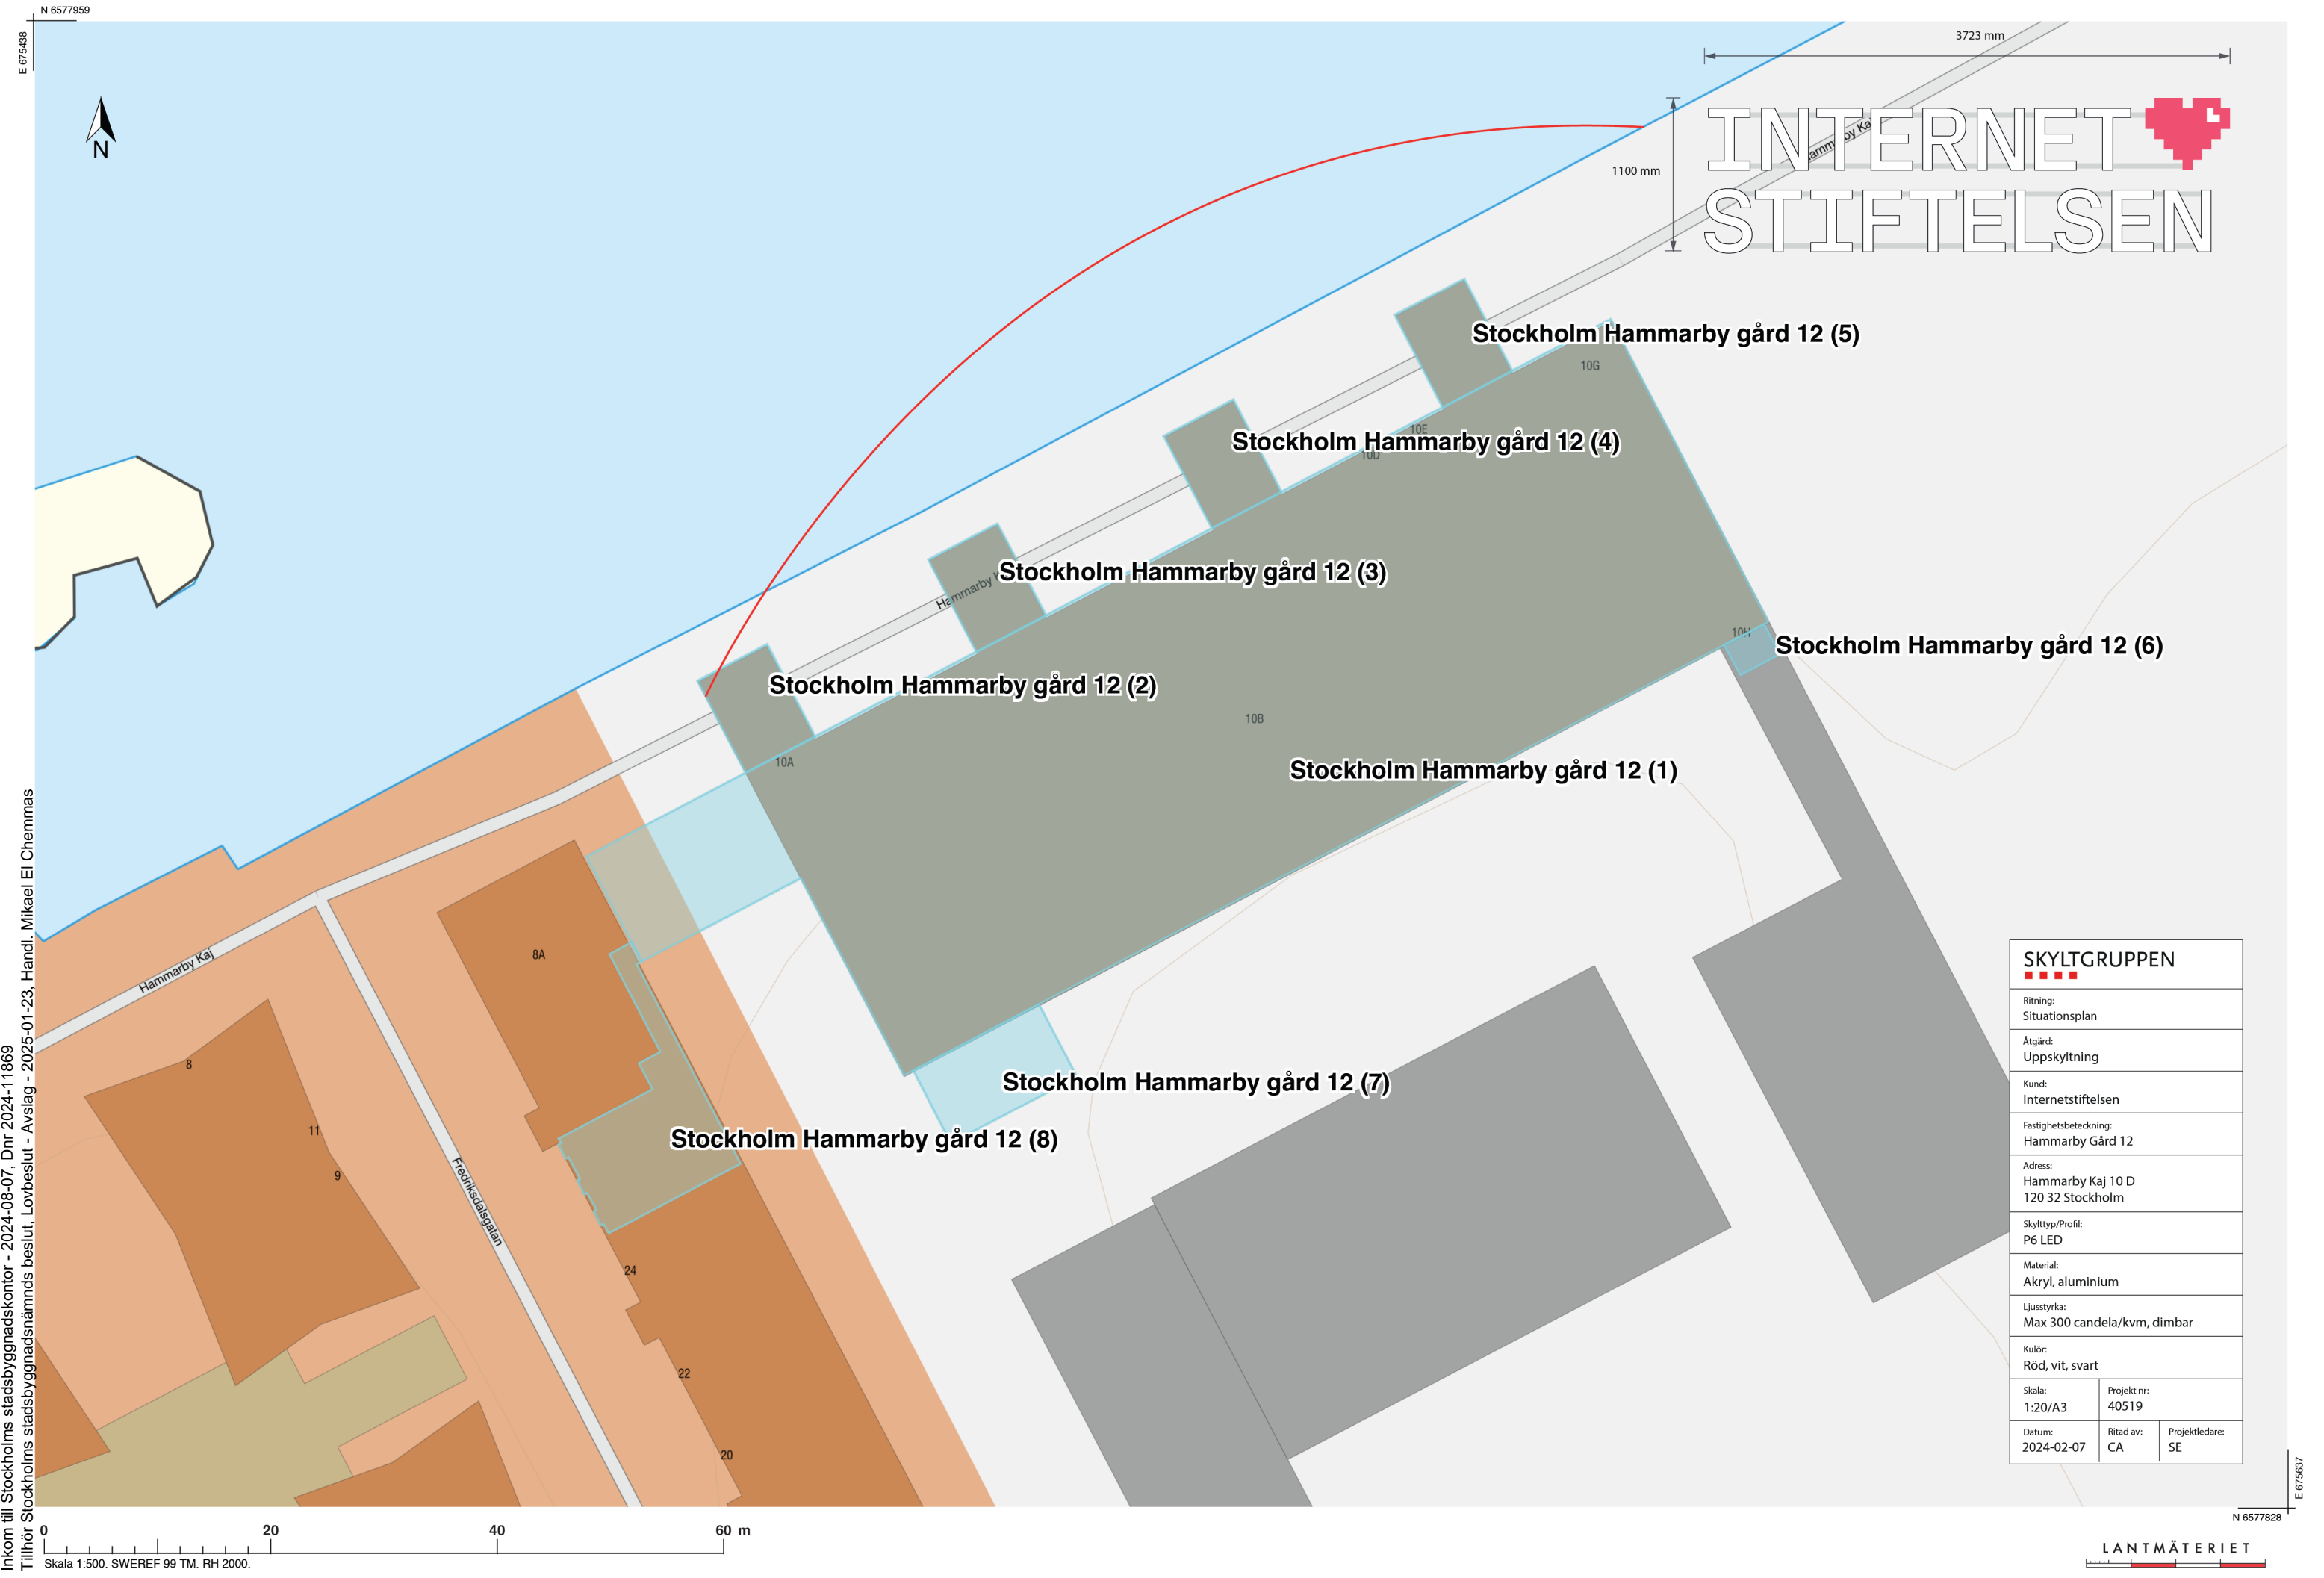 N 6577959
E 675438
N
3723 mm
1100 mm
INTERNET
STIFTELSEN
Stockholm Hammarby gård 12 (5)
10G
10E
10D
Stockholm Hammarby gård 12 (4)
Stockholm Hammarby gård 12 (3)
10H
Stockholm Hammarby gård 12 (6)
Stockholm Hammarby gård 12 (2)
10B
10A
Stockholm Hammarby gård 12 (1)
8A
Hammarby Kaj
8
11
9
Fredriksdalsgatan
Stockholm Hammarby gård 12 (7)
Stockholm Hammarby gård 12 (8)
24
22
20
SKYLTGRUPPEN
Ritning:
Situationsplan
Åtgärd:
Uppskyltning
Kund:
Internetstiftelsen
Fastighetsbeteckning:
Hammarby Gård 12
Adress:
Hammarby Kaj 10 D
120 32 Stockholm
Skylttyp/Profil:
P6 LED
Material:
Akryl, aluminium
Ljusstyrka:
Max 300 candela/kvm, dimbar
Kulör:
Röd, vit, svart
Skala:
1:20/A3
Projekt nr:
40519
Datum:
2024-02-07
Ritad av:
CA
Projektledare:
SE
E 675637
N 6577828
0 20 40 60 m
Skala 1:500. SWEREF 99 TM. RH 2000.
LANTMÄTERIET
Inkom till Stockholms stadsbyggnadskontor - 2024-08-07, Dnr 2024-11869
Tillhör Stockholms stadsbyggnadsnämnds beslut, Lovbeslut - Avslag - 2025-01-23, Handl. Mikael El Chemmas